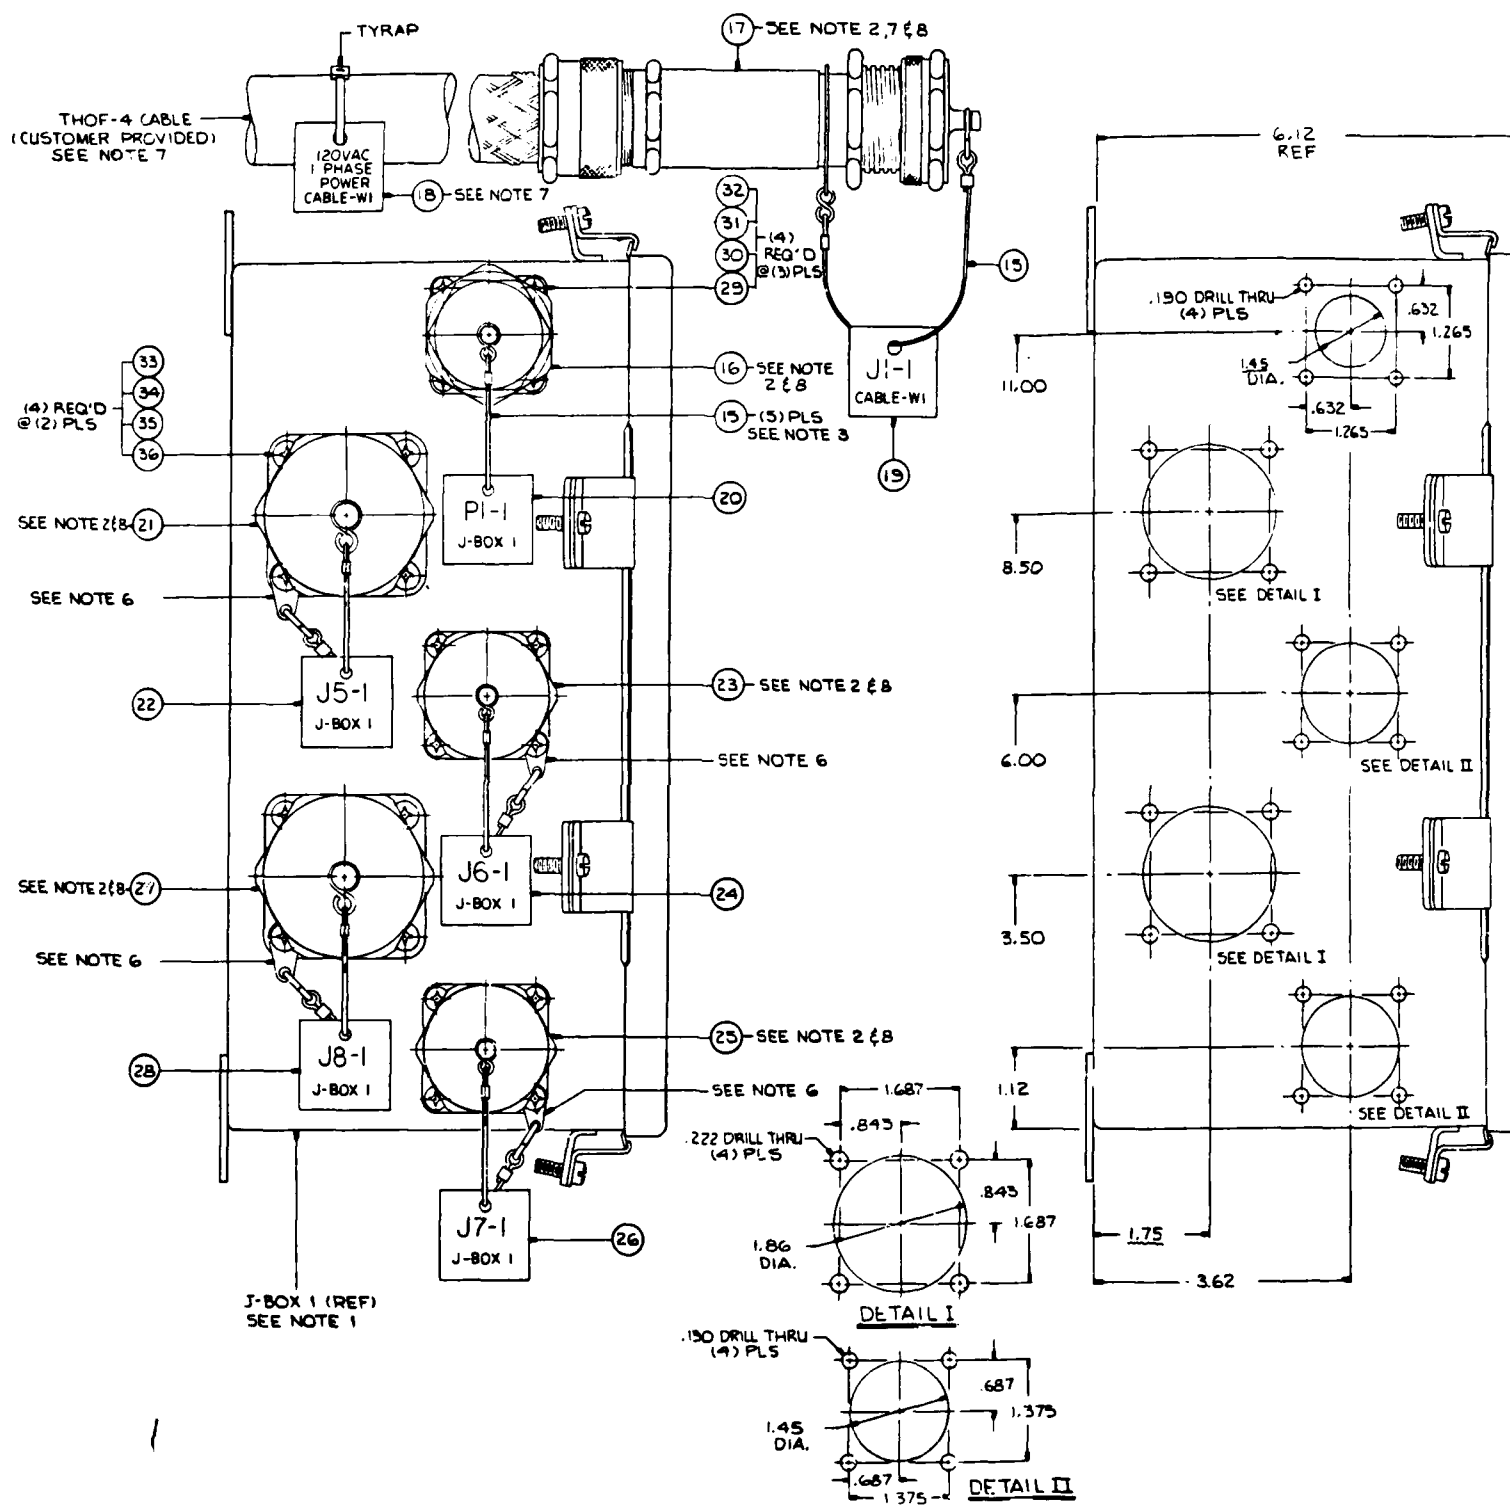 TYRAP
17 SEE NOTE 2,7 & 8
THOF-4 CABLE
(CUSTOMER PROVIDED)
SEE NOTE 7
120VAC
1 PHASE
POWER
CABLE-W1
18 SEE NOTE 7
32
31
30
29
(4)
REQ'D
@(3)PLS
15
6.12
REF
.190 DRILL THRU
(4) PLS
.632
1.265
1.45
DIA.
.632
1.265
11.00
33
34
35
36
(4) REQ'D
@(2) PLS
16 SEE NOTE
2 & 8
15 (5) PLS
SEE NOTE 3
J1-1
CABLE-W1
19
20
P1-1
J-BOX 1
SEE NOTE 2&8 21
SEE NOTE 6
8.50
SEE DETAIL I
22
J5-1
J-BOX 1
23 SEE NOTE 2 & 8
SEE NOTE 6
6.00
SEE DETAIL II
J6-1
J-BOX 1
24
SEE NOTE 2&8 27
SEE NOTE 6
3.50
SEE DETAIL I
28
J8-1
J-BOX 1
25 SEE NOTE 2 & 8
SEE NOTE 6
1.12
SEE DETAIL II
1.687
.843
.222 DRILL THRU
(4) PLS
.843
1.687
1.86
DIA.
DETAIL I
J7-1
J-BOX 1
26
1.75
3.62
J-BOX 1 (REF)
SEE NOTE 1
.190 DRILL THRU
(4) PLS
.687
1.375
1.45
DIA.
.687
1.375
DETAIL II